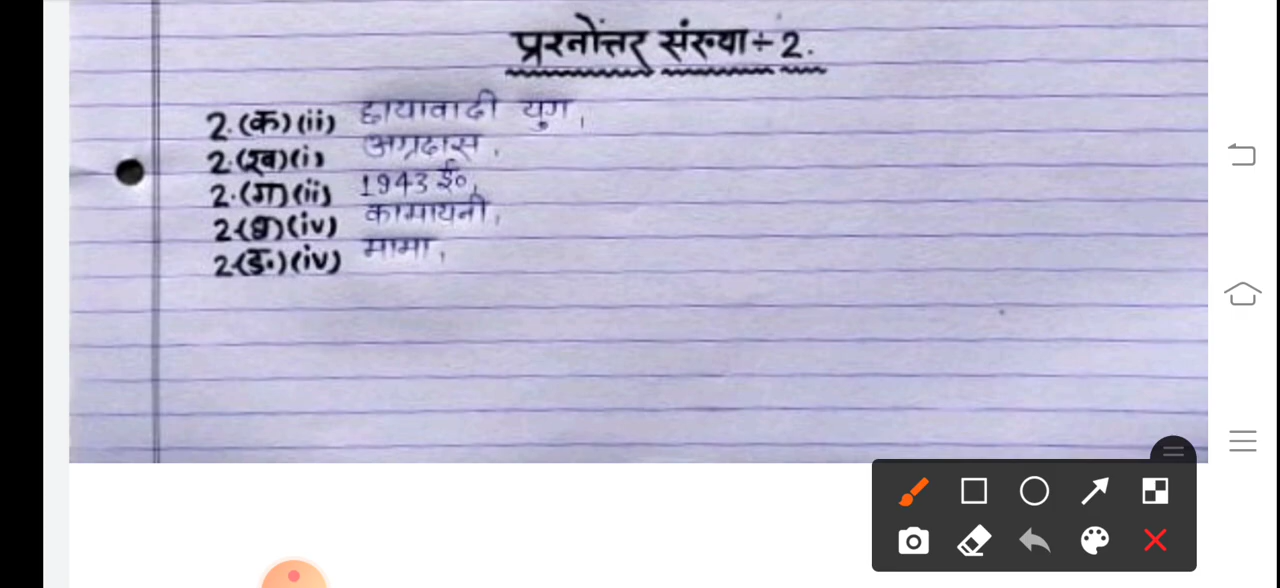 प्रश्नोंत्तर संख्या÷2.
2.(क)(ii) छायावादी युग,
2.(ख)(i) अग्रदास,
2.(ग)(ii) 1943 ई०,
2(घ)(iv) कामायनी,
2(ङ)(iv) मामा,